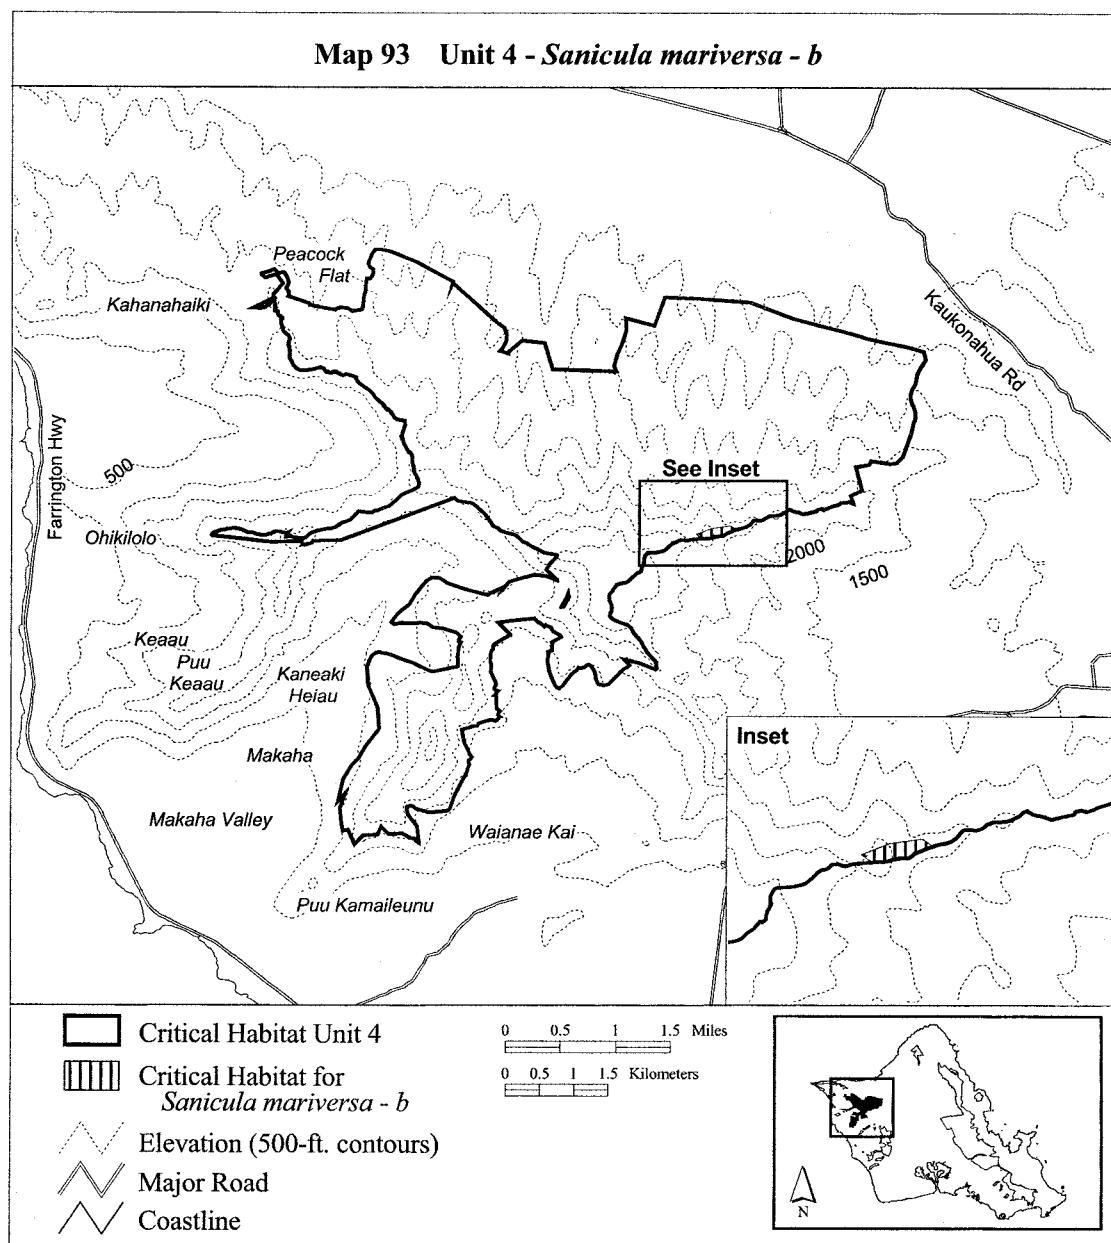 Map 93 Unit 4 - Sanicula mariversa - b
Peacock
Flat
Kahanahaiki
Kaukonahua Rd
Farrington Hwy
500
See Inset
Ohikilolo
2000
1500
Keaau
Puu
Keaau
Kaneaki
Heiau
Inset
Makaha
Makaha Valley
Waianae Kai
Puu Kamaileunu
Critical Habitat Unit 4
Critical Habitat for
Sanicula mariversa - b
Elevation (500-ft. contours)
Major Road
Coastline
0 0.5 1 1.5 Miles
0 0.5 1 1.5 Kilometers
N